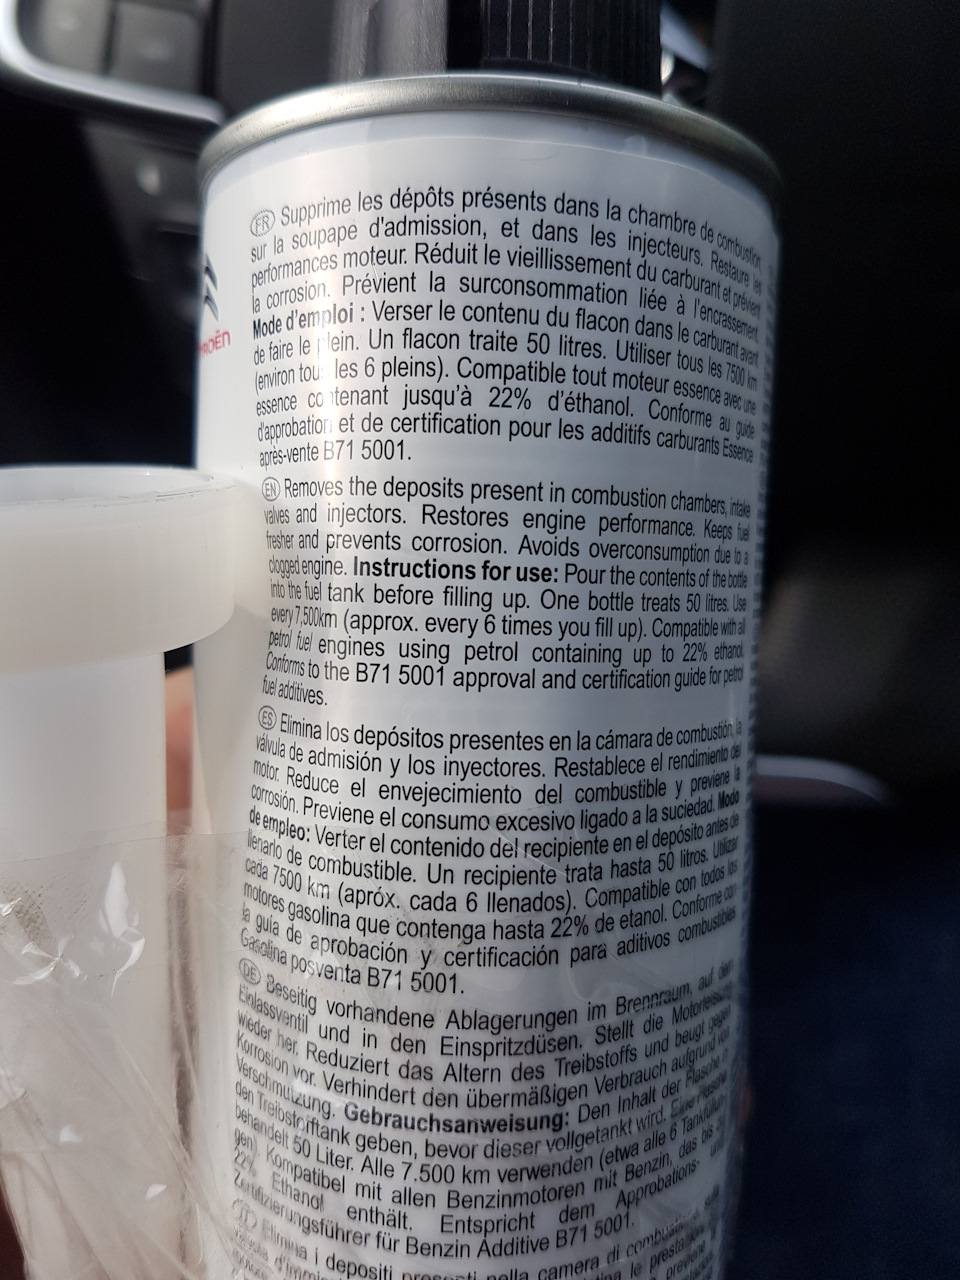 FR Supprime les dépôts présents dans la chambre de combustion
sur la soupape d'admission, et dans les injecteurs. Restaure les
performances moteur. Réduit le vieillissement du carburant et prévient
la corrosion. Prévient la surconsommation liée à l'encrassement.
Mode d'emploi : Verser le contenu du flacon dans le carburant avant
de faire le plein. Un flacon traite 50 litres. Utiliser tous les 7500 km
(environ tous les 6 pleins). Compatible tout moteur essence avec une
essence contenant jusqu'à 22% d'éthanol. Conforme au guide
d'approbation et de certification pour les additifs carburants Essence
après-vente B71 5001.
EN Removes the deposits present in combustion chambers, intake
valves and injectors. Restores engine performance. Keeps fuel
fresher and prevents corrosion. Avoids overconsumption due to a
clogged engine. Instructions for use: Pour the contents of the bottle
into the fuel tank before filling up. One bottle treats 50 litres. Use
every 7,500km (approx. every 6 times you fill up). Compatible with all
petrol fuel engines using petrol containing up to 22% ethanol.
Conforms to the B71 5001 approval and certification guide for petrol
fuel additives.
ES Elimina los depósitos presentes en la cámara de combustión, la
válvula de admisión y los inyectores. Restablece el rendimiento del
motor. Reduce el envejecimiento del combustible y previene la
corrosión. Previene el consumo excesivo ligado a la suciedad. Modo
de empleo: Verter el contenido del recipiente en el depósito antes de
llenarlo de combustible. Un recipiente trata hasta 50 litros. Utilizar
cada 7500 km (apróx. cada 6 llenados). Compatible con todos los
motores gasolina que contenga hasta 22% de etanol. Conforme con
la guía de aprobación y certificación para aditivos combustibles
Gasolina posventa B71 5001.
DE Beseitig vorhandene Ablagerungen im Brennraum, auf dem
Einlassventil und in den Einspritzdüsen. Stellt die Motorleistung
wieder her. Reduziert das Altern des Treibstoffs und beugt gegen
Korrosion vor. Verhindert den übermäßigen Verbrauch aufgrund von
Verschmutzung. Gebrauchsanweisung: Den Inhalt der Flasche in
den Treibstofftank geben, bevor dieser vollgetankt wird. Eine Flasche
behandelt 50 Liter. Alle 7.500 km verwenden (etwa alle 6 Tankfüllun-
gen). Kompatibel mit allen Benzinmotoren mit Benzin, das bis zu
22% Ethanol enthält. Entspricht dem Approbations- und
Zertifizierungsführer für Benzin Additive B71 5001.
IT Elimina i depositi presenti nella camera di combustione, sulla